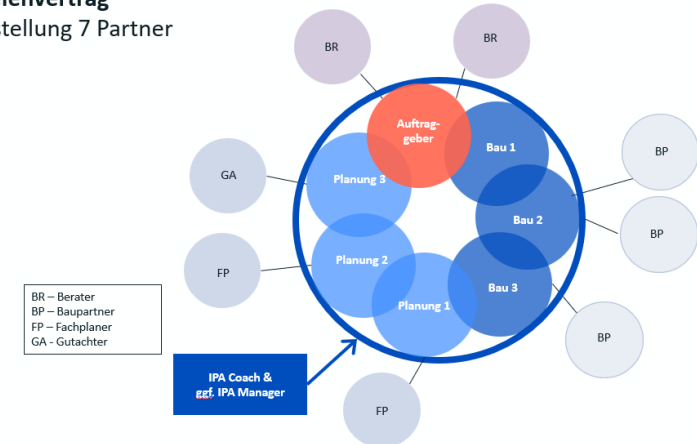 stellung 7 Partner
BR
BR
Auftrag-
geber
Bau 1
BP
GA
Planung 3
Bau 2
BP
Planung 2
FP
Bau 3
Planung 1
BP
BR – Berater
BP – Baupartner
FP – Fachplaner
GA - Gutachter
IPA Coach &
ggf. IPA Manager
FP